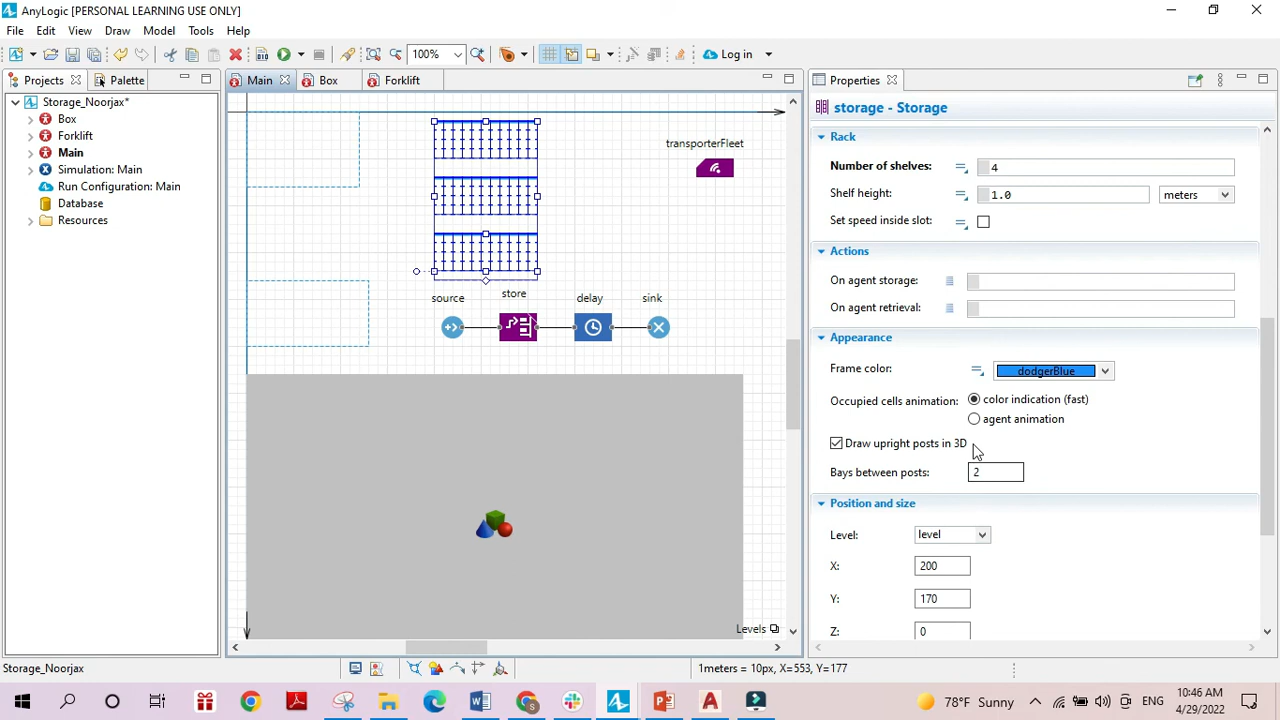 AnyLogic [PERSONAL LEARNING USE ONLY]
File Edit View Draw Model Tools Help
100%
Log in
Projects Palette
Main Box Forklift
Properties
Storage_Noorjax*
Box
Forklift
Main
Simulation: Main
Run Configuration: Main
Database
Resources
transporterFleet
source store delay sink
Levels
storage - Storage
Rack
Number of shelves: 4
Shelf height: 1.0 meters
Set speed inside slot:
Actions
On agent storage:
On agent retrieval:
Appearance
Frame color: dodgerBlue
Occupied cells animation: color indication (fast)
agent animation
Draw upright posts in 3D
Bays between posts: 2
Position and size
Level: level
X: 200
Y: 170
Z: 0
Storage_Noorjax
1meters = 10px, X=553, Y=177
78°F Sunny
ENG
10:46 AM
4/29/2022